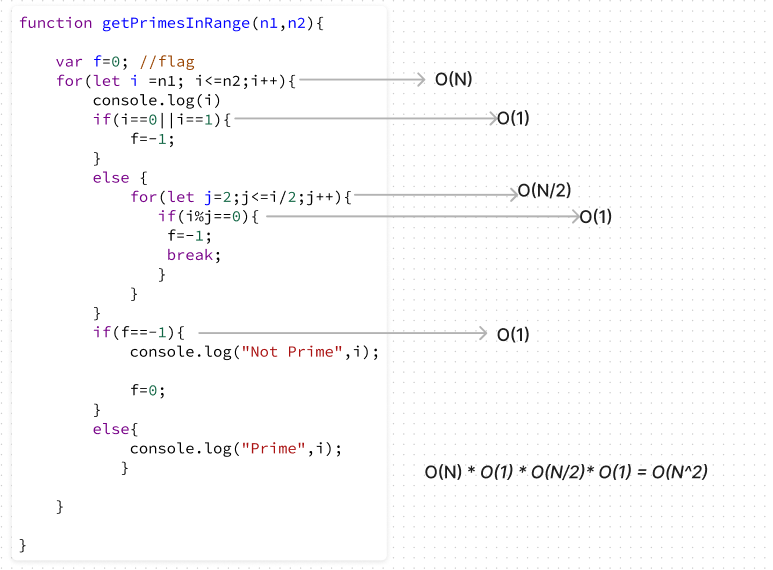 function getPrimesInRange(n1,n2){
var f=0; //flag
for(let i =n1; i<=n2;i++){ O(N)
console.log(i)
if(i==0||i==1){ O(1)
f=-1;
}
else {
for(let j=2;j<=i/2;j++){ O(N/2)
if(i%j==0){ O(1)
f=-1;
break;
}
}
}
if(f==-1){ O(1)
console.log("Not Prime",i);
f=0;
}
else{
console.log("Prime",i);
}
O(N) * O(1) * O(N/2)* O(1) = O(N^2)
}
}